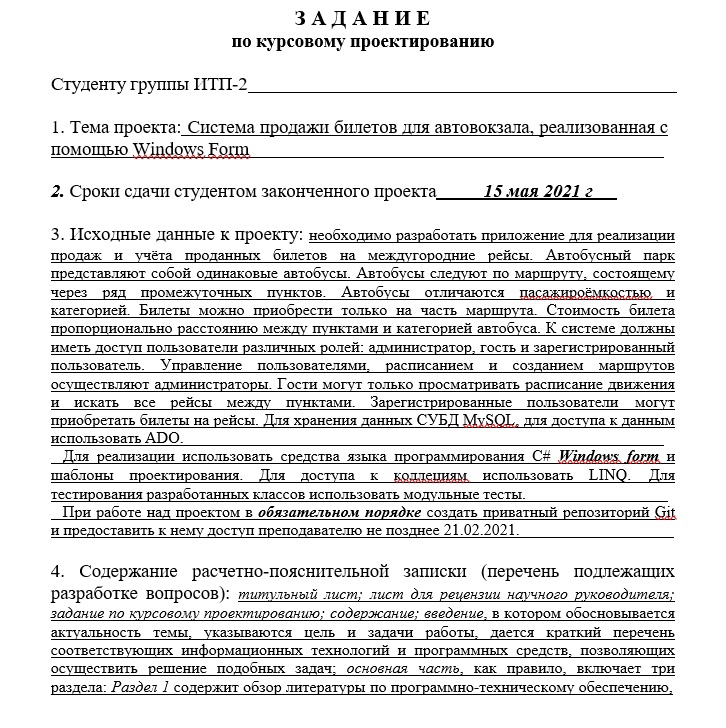 З А Д А Н И Е
по курсовому проектированию
Студенту группы ИТП-2
1. Тема проекта: Система продажи билетов для автовокзала, реализованная с
помощью Windows Form
2. Сроки сдачи студентом законченного проекта 15 мая 2021 г
3. Исходные данные к проекту: необходимо разработать приложение для реализации
продаж и учёта проданных билетов на междугородние рейсы. Автобусный парк
представляют собой одинаковые автобусы. Автобусы следуют по маршруту, состоящему
через ряд промежуточных пунктов. Автобусы отличаются пасажироёмкостью и
категорией. Билеты можно приобрести только на часть маршрута. Стоимость билета
пропорционально расстоянию между пунктами и категорией автобуса. К системе должны
иметь доступ пользователи различных ролей: администратор, гость и зарегистрированный
пользователь. Управление пользователями, расписанием и созданием маршрутов
осуществляют администраторы. Гости могут только просматривать расписание движения
и искать все рейсы между пунктами. Зарегистрированные пользователи могут
приобретать билеты на рейсы. Для хранения данных СУБД MySQL, для доступа к данным
использовать ADO.
Для реализации использовать средства языка программирования C# Windows form и
шаблоны проектирования. Для доступа к коллециям использовать LINQ. Для
тестирования разработанных классов использовать модульные тесты.
При работе над проектом в обязательном порядке создать приватный репозиторий Git
и предоставить к нему доступ преподавателю не позднее 21.02.2021.
4. Содержание расчетно-пояснительной записки (перечень подлежащих
разработке вопросов): титульный лист; лист для рецензии научного руководителя;
задание по курсовому проектированию; содержание; введение, в котором обосновывается
актуальность темы, указываются цель и задачи работы, дается краткий перечень
соответствующих информационных технологий и программных средств, позволяющих
осуществить решение подобных задач; основная часть, как правило, включает три
раздела: Раздел 1 содержит обзор литературы по программно-техническому обеспечению,